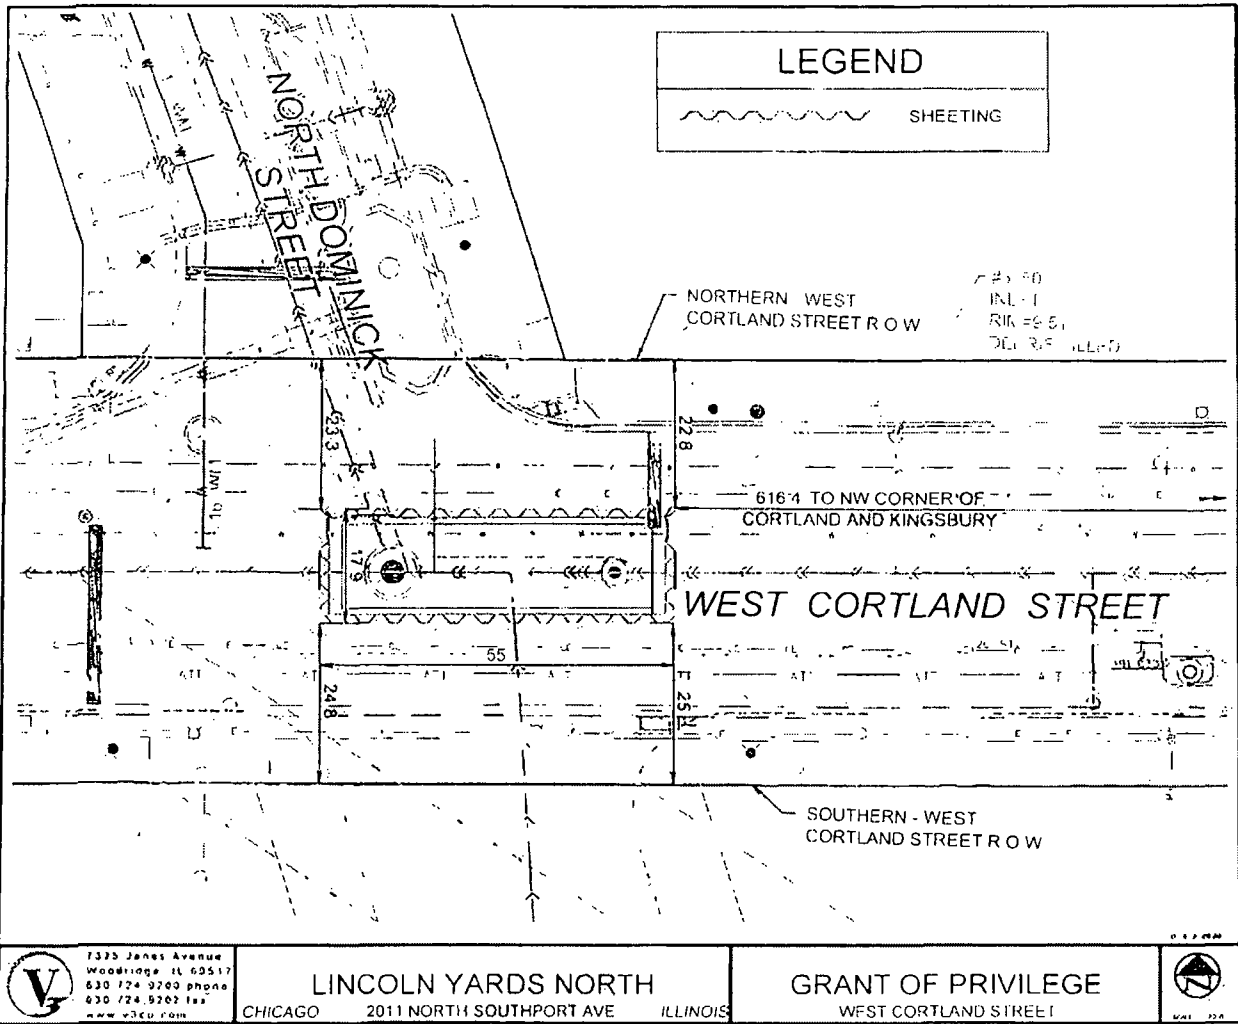 LEGEND
SHEETING
NORTH DOMINICK
STREET
NORTHERN WEST
CORTLAND STREET R O W
23.3
22 8
616 4 TO NW CORNER OF
CORTLAND AND KINGSBURY
17 9
WEST CORTLAND STREET
55
ATT
24.8
25
SOUTHERN - WEST
CORTLAND STREET R O W
V3
7325 Janes Avenue
Woodridge IL 60517
630 724 9200 phone
630 724 9202 fax
www v3co com
LINCOLN YARDS NORTH
CHICAGO 2011 NORTH SOUTHPORT AVE ILLINOIS
GRANT OF PRIVILEGE
WEST CORTLAND STREET